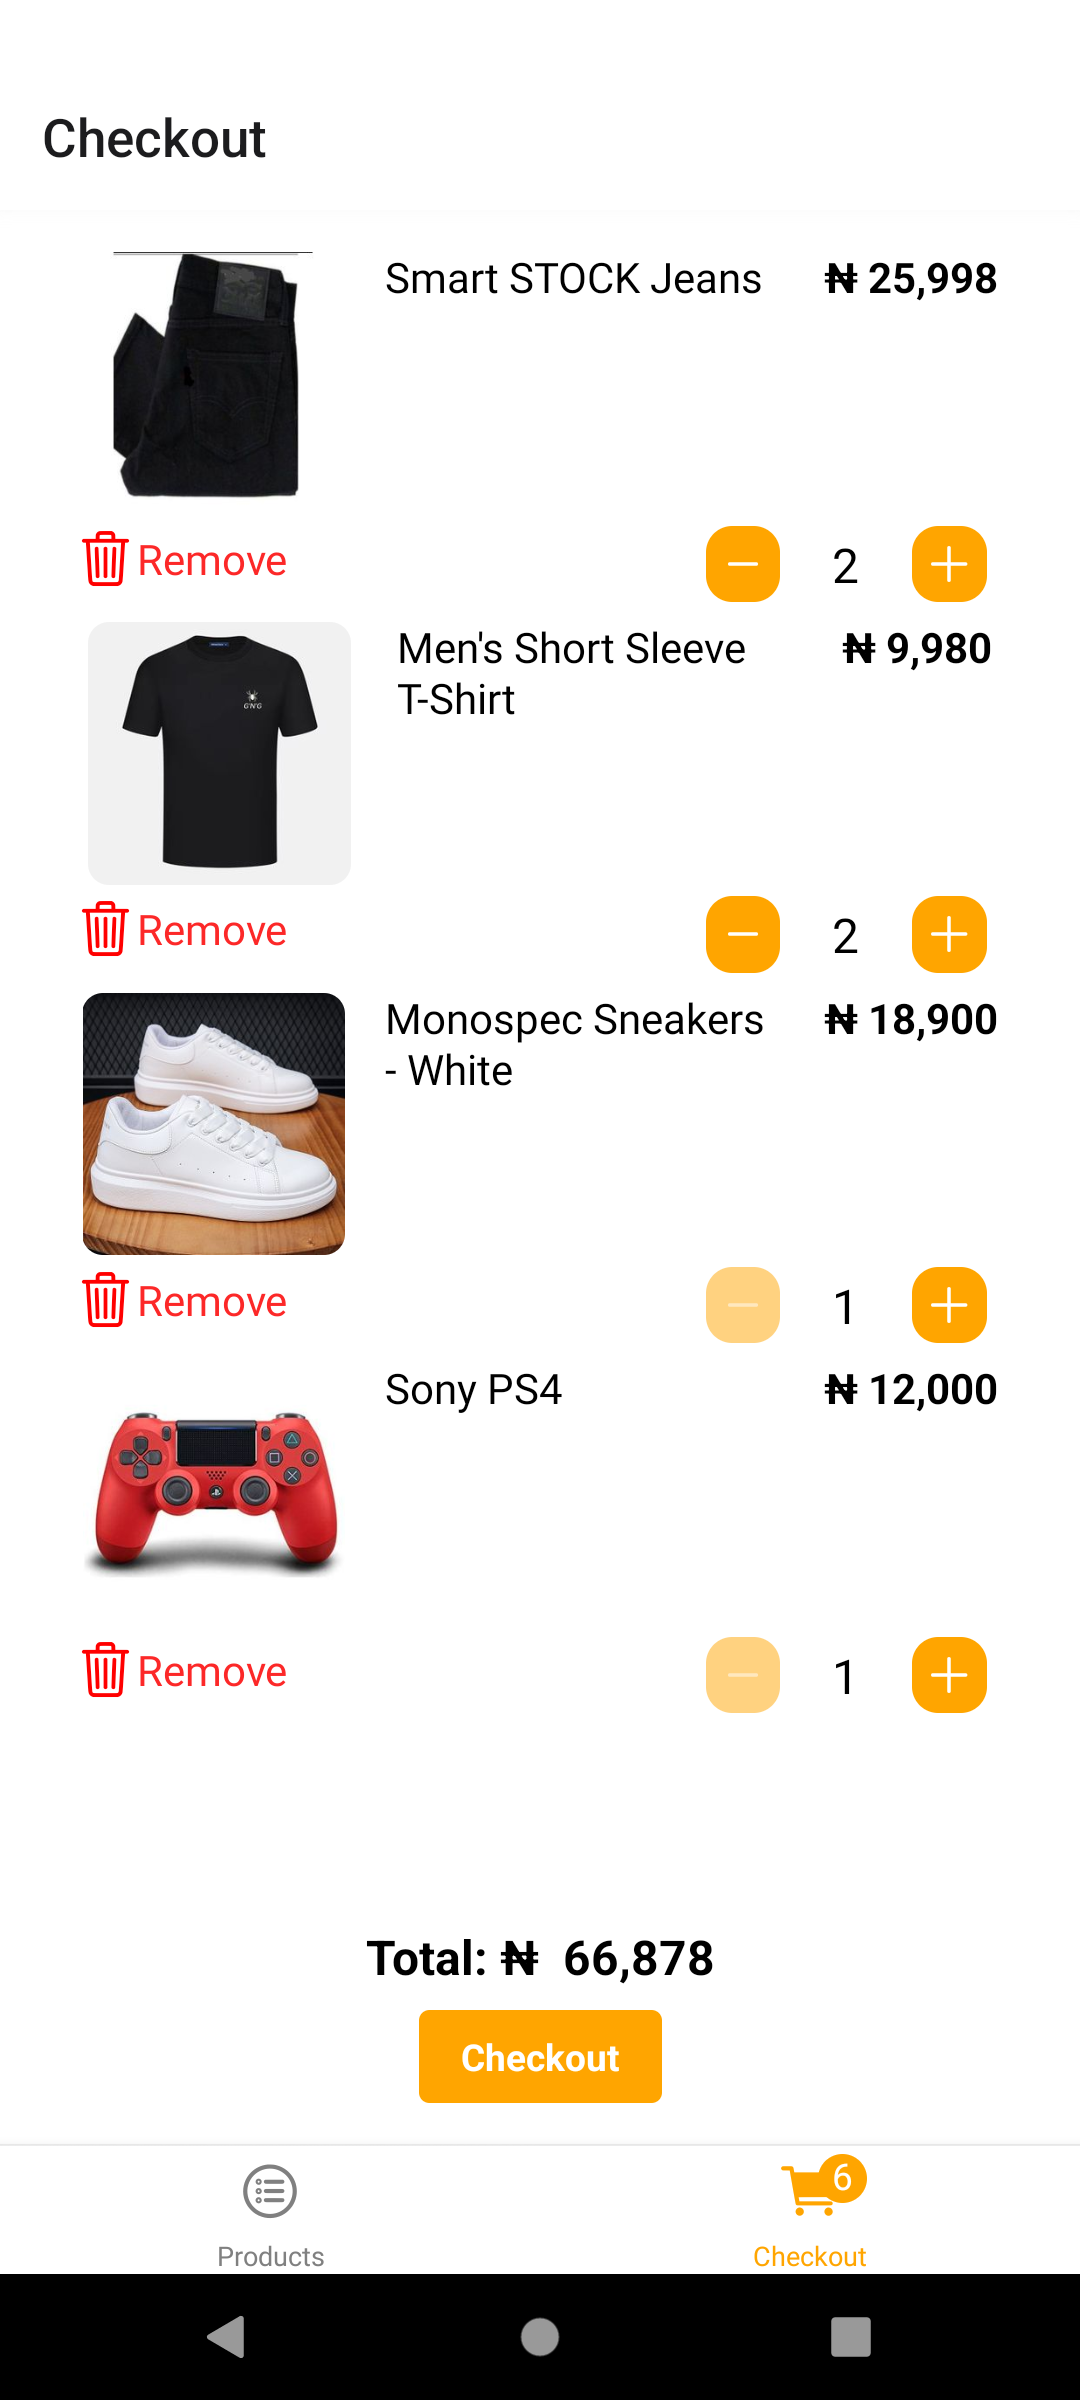 Checkout
Smart STOCK Jeans ₦ 25,998
Remove 2
Men's Short Sleeve ₦ 9,980
T-Shirt
GNG
Remove 2
Monospec Sneakers ₦ 18,900
- White
Remove 1
Sony PS4 ₦ 12,000
Remove 1
Total: ₦ 66,878
Checkout
6
Products Checkout